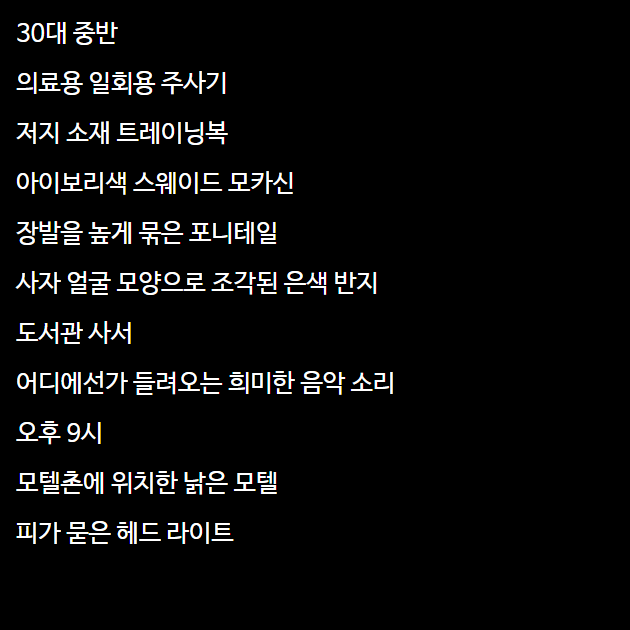 30대 중반
의료용 일회용 주사기
저지 소재 트레이닝복
아이보리색 스웨이드 모카신
장발을 높게 묶은 포니테일
사자 얼굴 모양으로 조각된 은색 반지
도서관 사서
어디에선가 들려오는 희미한 음악 소리
오후 9시
모텔촌에 위치한 낡은 모텔
피가 묻은 헤드 라이트